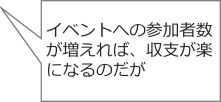 イベントへの参加者数
が増えれば、収支が楽
になるのだが